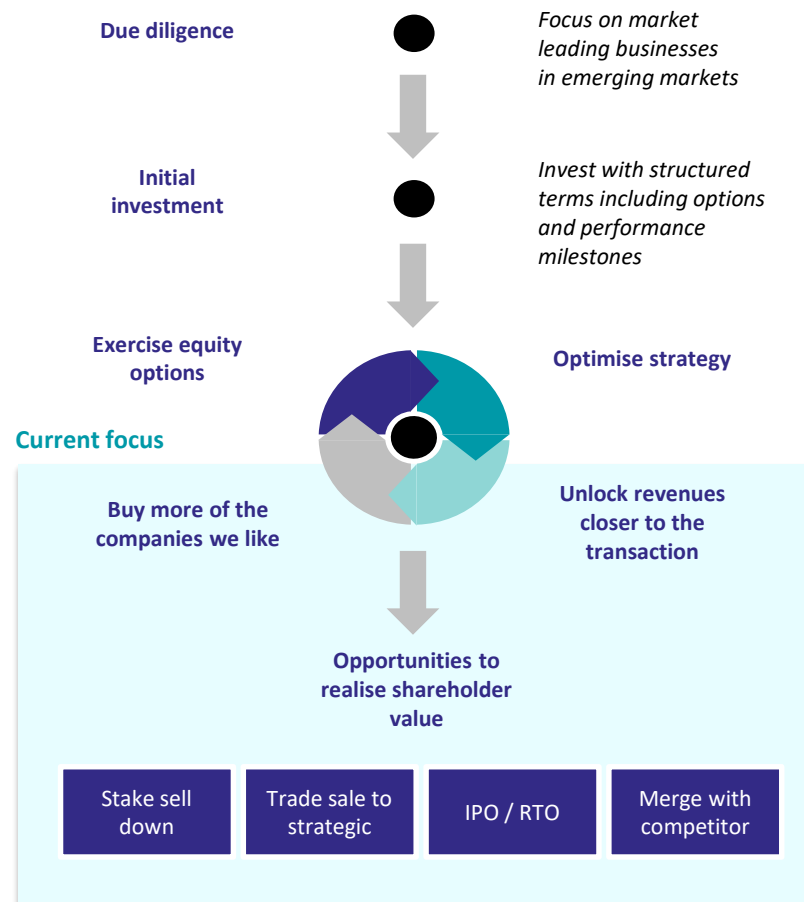 Due diligence
Focus on market
leading businesses
in emerging markets
Initial
investment
Invest with structured
terms including options
and performance
milestones
Exercise equity
options
Optimise strategy
Current focus
Buy more of the
companies we like
Unlock revenues
closer to the
transaction
Opportunities to
realise shareholder
value
Stake sell
down
Trade sale to
strategic
IPO / RTO
Merge with
competitor